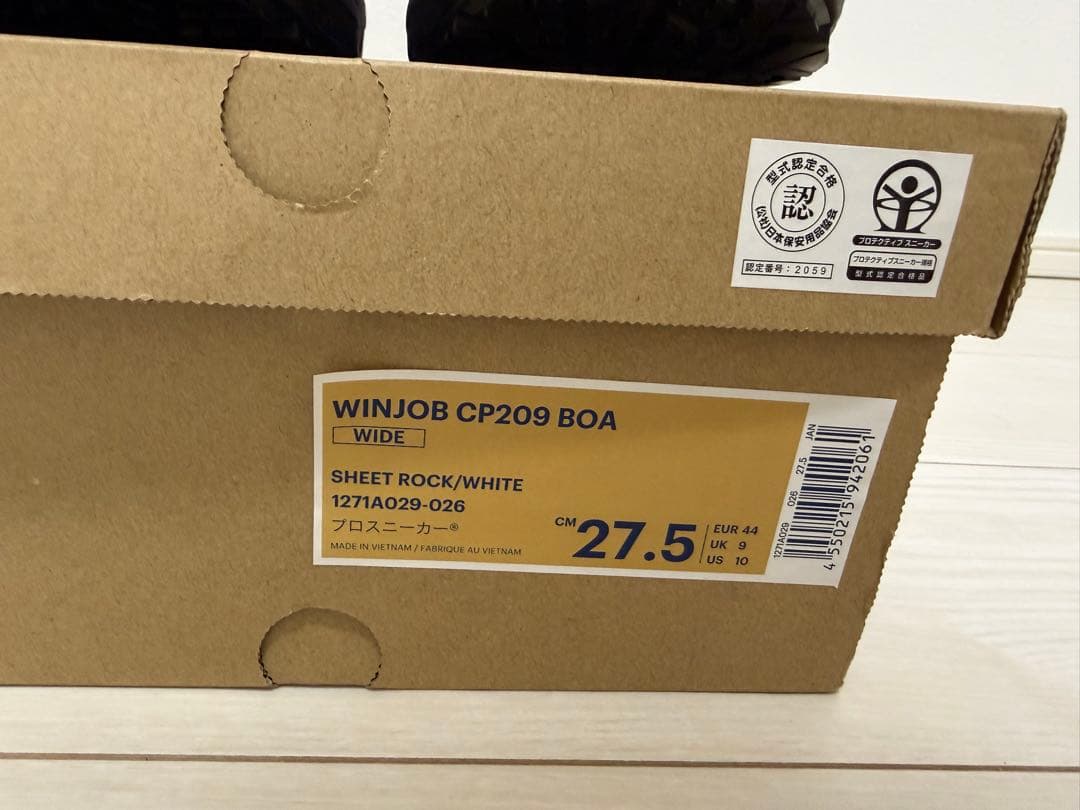 型式認定合格
認
(公社)日本保安用品協会
認定番号：2059
プロテクティブ スニーカー
プロテクティブスニーカー規格
型式認定合格品
WINJOB CP209 BOA
WIDE
SHEET ROCK/WHITE
1271A029-026
プロスニーカー®
MADE IN VIETNAM / FABRIQUE AU VIETNAM
CM 27.5
EUR 44
UK 9
US 10
1271A029 026 27.5 JAN
4 550215 942061